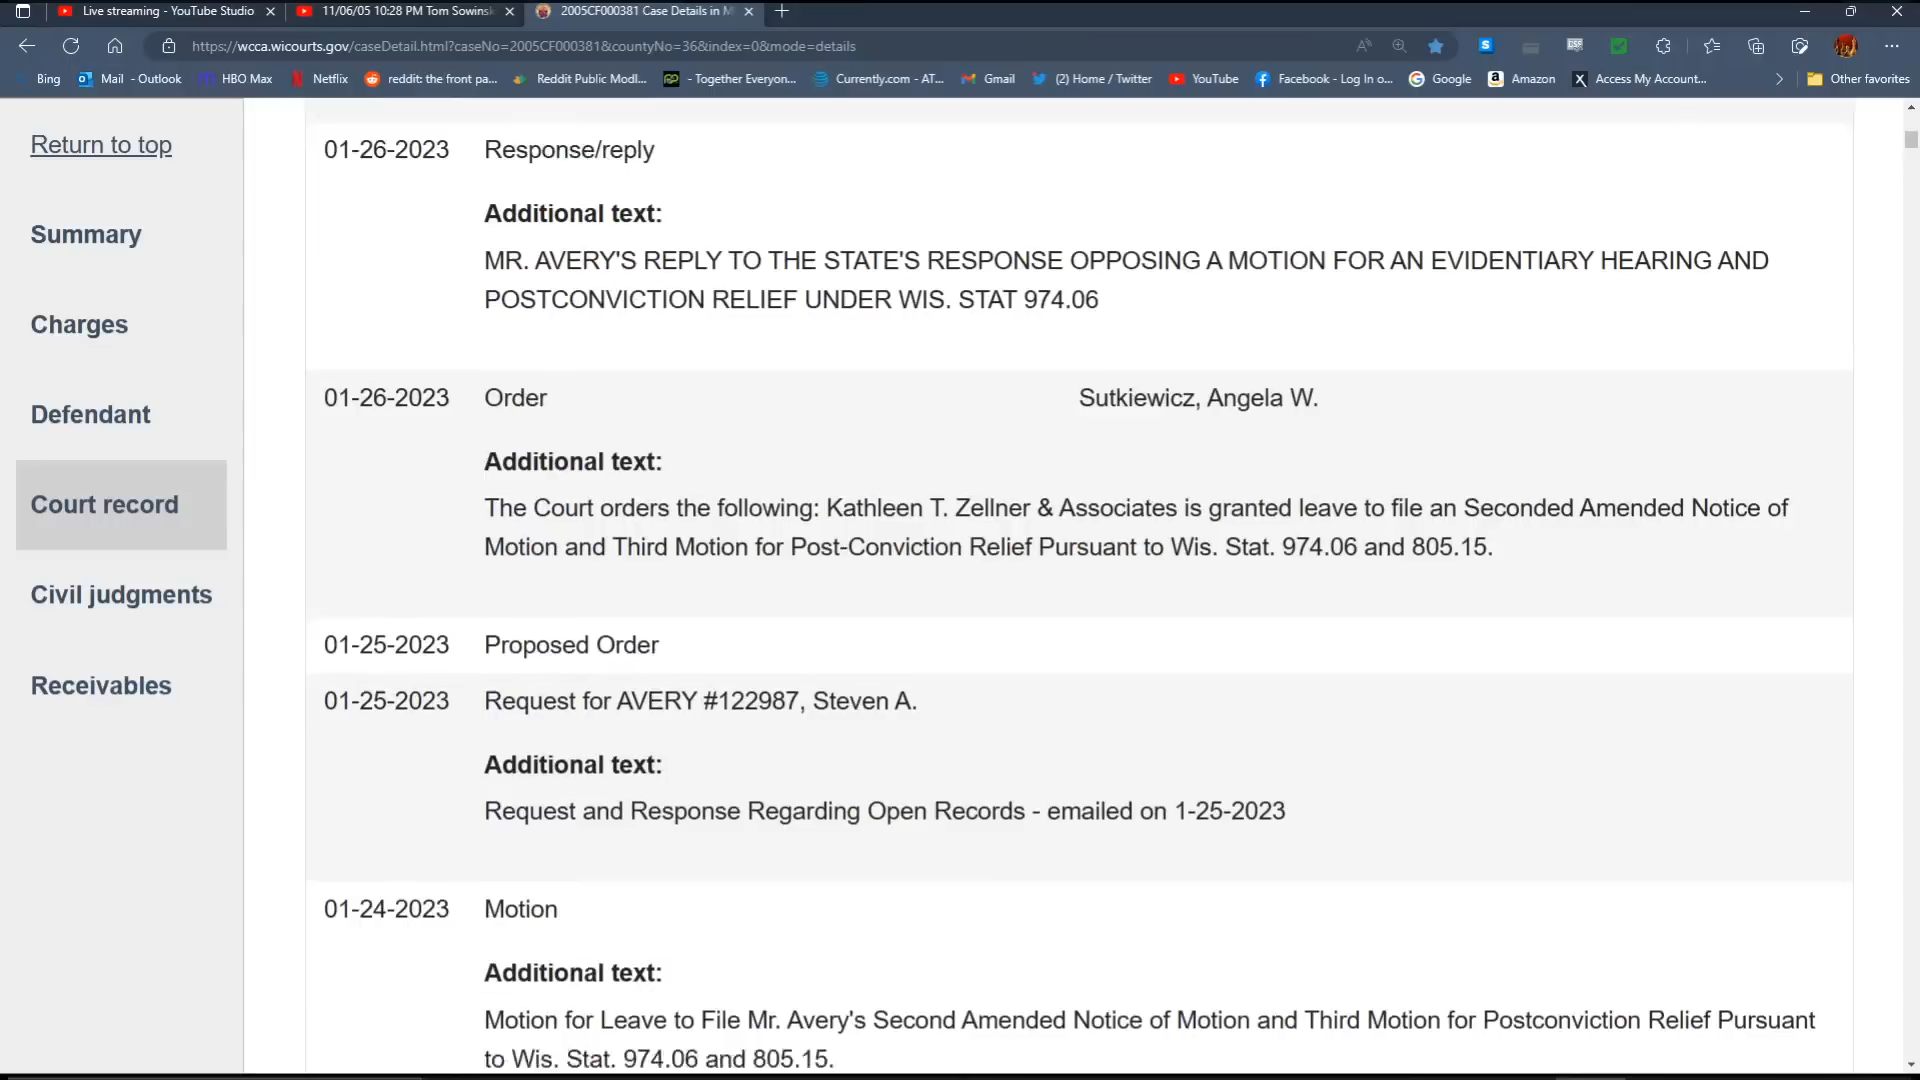 Live streaming - YouTube Studio
11/06/05 10:28 PM Tom Sowinsk
2005CF000381 Case Details in M
https://wcca.wicourts.gov/caseDetail.html?caseNo=2005CF000381&countyNo=36&index=0&mode=details
Bing
Mail - Outlook
HBO Max
Netflix
reddit: the front pa...
Reddit Public Modl...
- Together Everyon...
Currently.com - AT...
Gmail
(2) Home / Twitter
YouTube
Facebook - Log In o...
Google
Amazon
Access My Account...
Other favorites
Return to top
Summary
Charges
Defendant
Court record
Civil judgments
Receivables
01-26-2023 Response/reply
Additional text:
MR. AVERY'S REPLY TO THE STATE'S RESPONSE OPPOSING A MOTION FOR AN EVIDENTIARY HEARING AND
POSTCONVICTION RELIEF UNDER WIS. STAT 974.06
01-26-2023 Order Sutkiewicz, Angela W.
Additional text:
The Court orders the following: Kathleen T. Zellner & Associates is granted leave to file an Seconded Amended Notice of
Motion and Third Motion for Post-Conviction Relief Pursuant to Wis. Stat. 974.06 and 805.15.
01-25-2023 Proposed Order
01-25-2023 Request for AVERY #122987, Steven A.
Additional text:
Request and Response Regarding Open Records - emailed on 1-25-2023
01-24-2023 Motion
Additional text:
Motion for Leave to File Mr. Avery's Second Amended Notice of Motion and Third Motion for Postconviction Relief Pursuant
to Wis. Stat. 974.06 and 805.15.